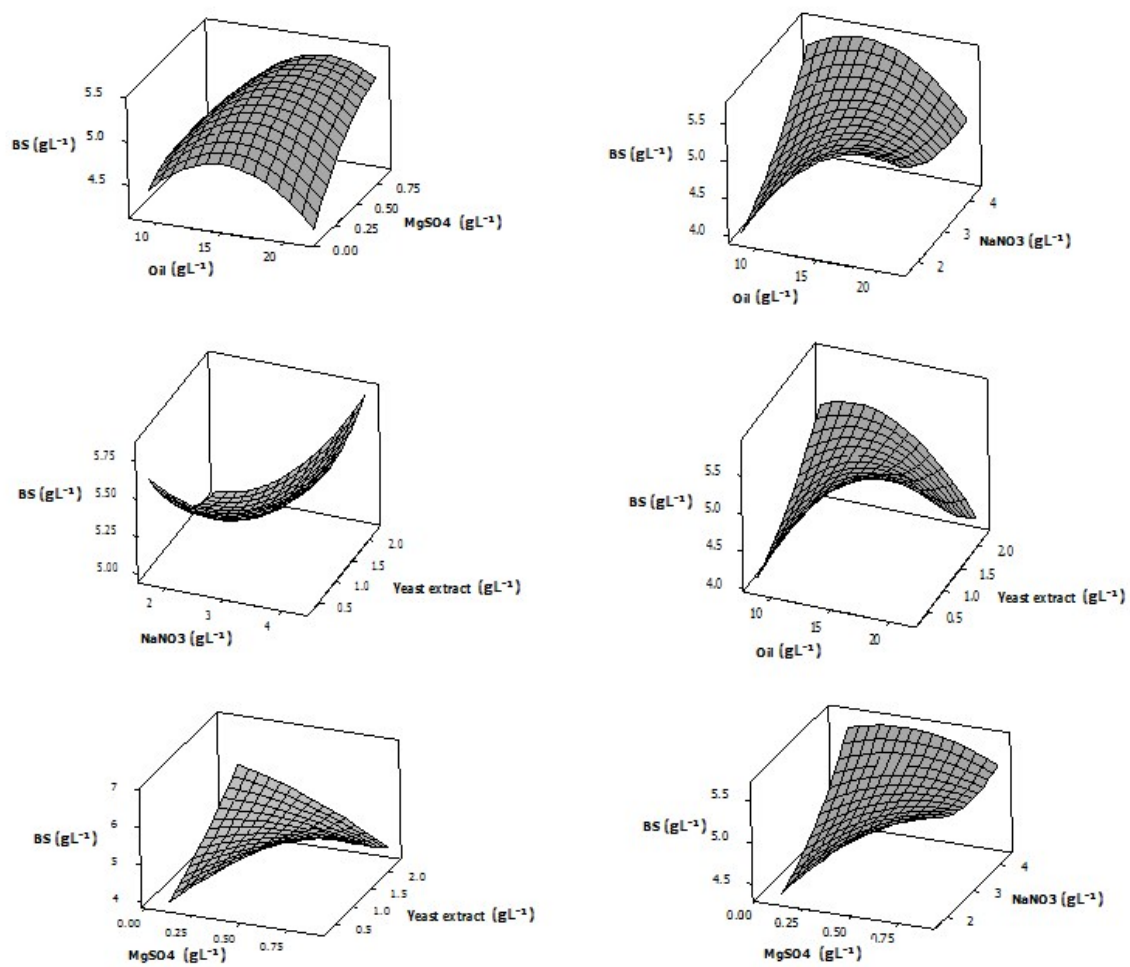 5.5
BS (gL⁻¹) 5.0
4.5
0.75
0.50
0.25
0.00
MgSO4 (gL⁻¹)
10 15 20
Oil (gL⁻¹)
5.5
BS (gL⁻¹) 5.0
4.5
4.0
4
3
2
NaNO3 (gL⁻¹)
10 15 20
Oil (gL⁻¹)
5.75
BS (gL⁻¹) 5.50
5.25
5.00
2.0
1.5
1.0
0.5
Yeast extract (gL⁻¹)
2 3 4
NaNO3 (gL⁻¹)
5.5
BS (gL⁻¹) 5.0
4.5
4.0
2.0
1.5
1.0
0.5
Yeast extract (gL⁻¹)
10 15 20
Oil (gL⁻¹)
7
BS (gL⁻¹) 6
5
4
2.0
1.5
1.0
0.5
Yeast extract (gL⁻¹)
0.00 0.25 0.50 0.75
MgSO4 (gL⁻¹)
5.5
BS (gL⁻¹) 5.0
4.5
4
3
2
NaNO3 (gL⁻¹)
0.00 0.25 0.50 0.75
MgSO4 (gL⁻¹)